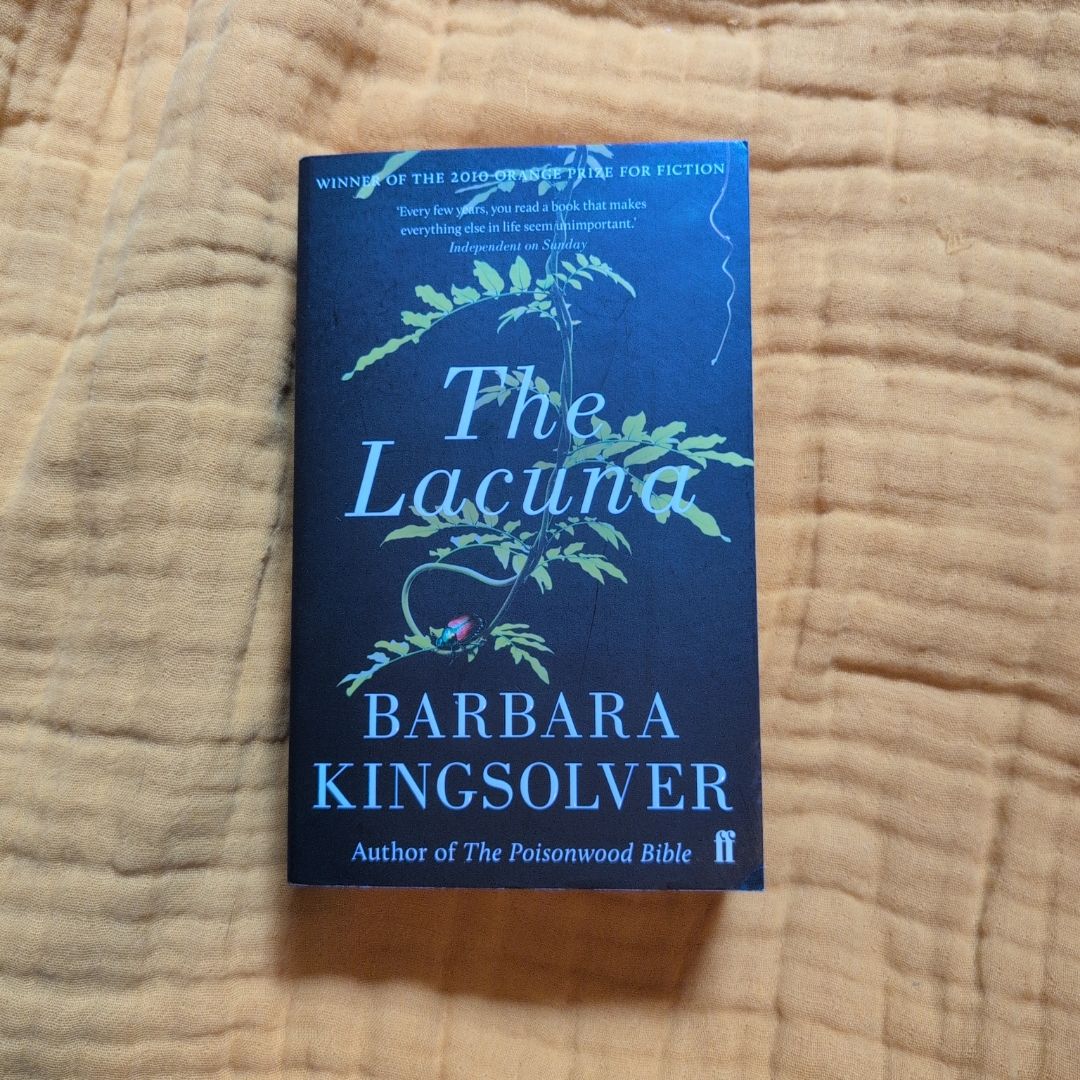 WINNER OF THE 2010 ORANGE PRIZE FOR FICTION
'Every few years, you read a book that makes
everything else in life seem unimportant.'
Independent on Sunday
The
Lacuna
BARBARA
KINGSOLVER
Author of The Poisonwood Bible
ff